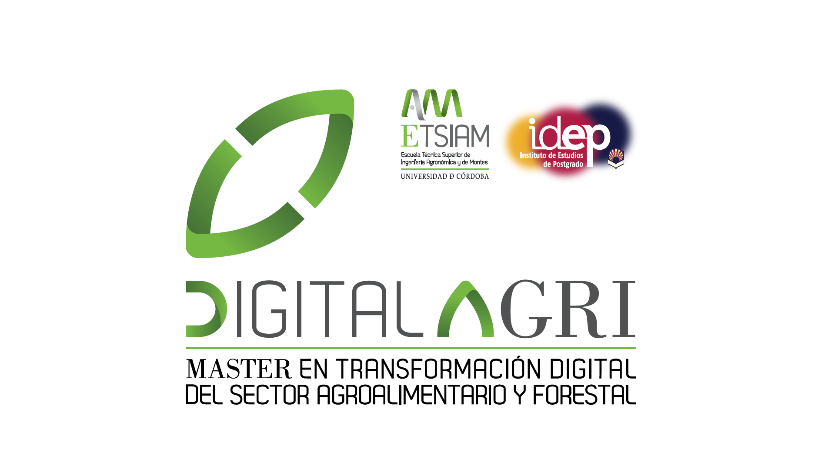 AM
ETSIAM
Escuela Técnica Superior de
Ingeniería Agronómica y de Montes
UNIVERSIDAD D CÓRDOBA
idep
Instituto de Estudios
de Postgrado
DIGITALAGRI
MASTER EN TRANSFORMACIÓN DIGITAL
DEL SECTOR AGROALIMENTARIO Y FORESTAL